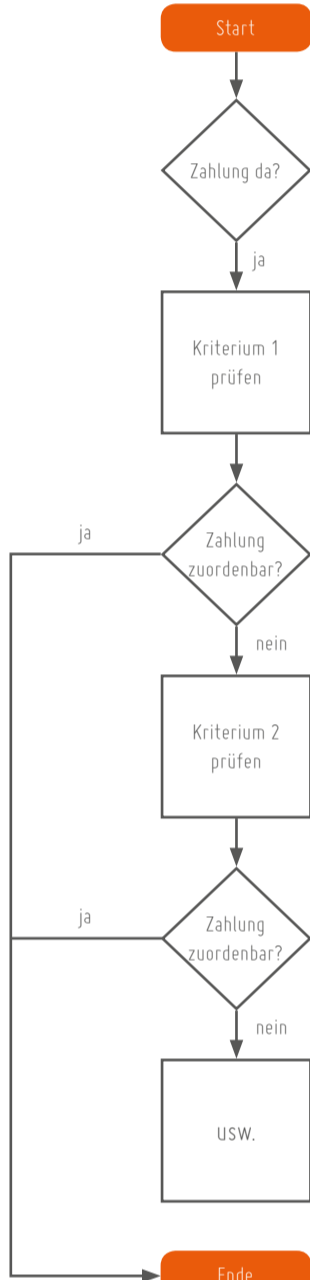 Start
Zahlung da?
ja
Kriterium 1
prüfen
ja
Zahlung
zuordenbar?
nein
Kriterium 2
prüfen
ja
Zahlung
zuordenbar?
nein
usw.
Ende